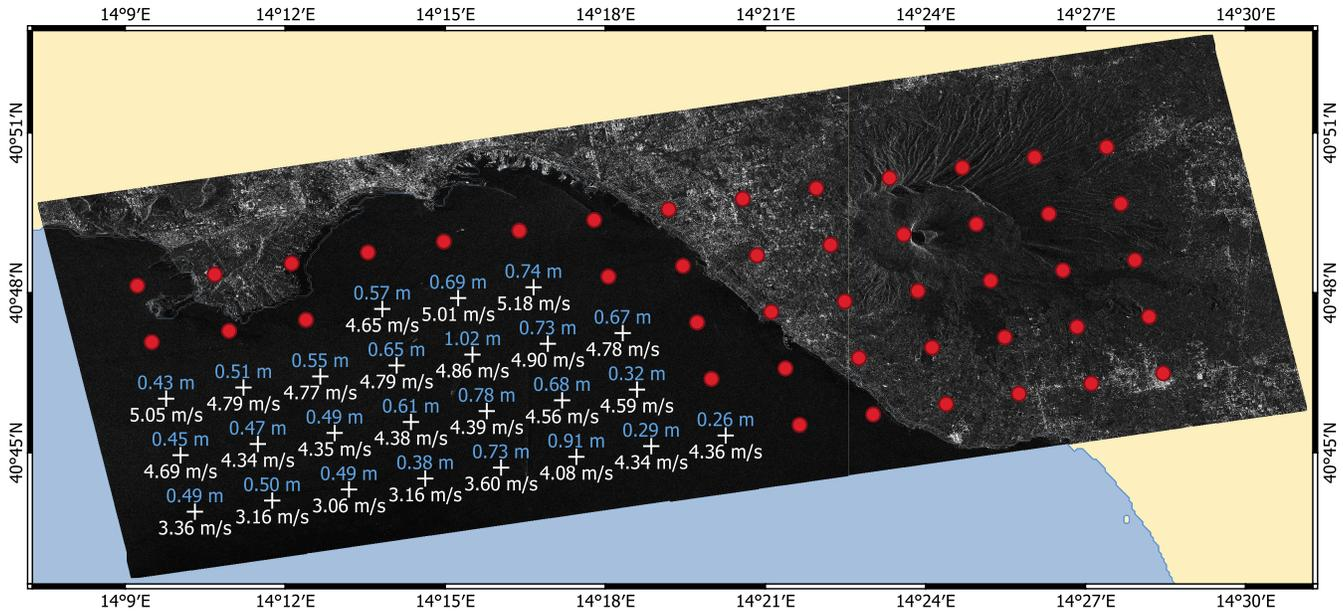 14°9′E 14°12′E 14°15′E 14°18′E 14°21′E 14°24′E 14°27′E 14°30′E
40°51′N 40°51′N
0.74 m
0.69 m 5.18 m/s
0.57 m 5.01 m/s
4.65 m/s
40°48′N 40°48′N
0.67 m
0.73 m 4.78 m/s
1.02 m 4.90 m/s
0.65 m 4.86 m/s
0.55 m 4.79 m/s
0.51 m 4.77 m/s
0.43 m 4.79 m/s
5.05 m/s
0.32 m
0.68 m 4.59 m/s
0.78 m 4.56 m/s
0.61 m 4.39 m/s
0.49 m 4.38 m/s
0.47 m 4.35 m/s
0.45 m 4.34 m/s
4.69 m/s
0.26 m
0.29 m 4.36 m/s
0.91 m 4.34 m/s
0.73 m 4.08 m/s
0.38 m 3.60 m/s
0.49 m 3.16 m/s
0.50 m 3.06 m/s
0.49 m 3.16 m/s
3.36 m/s
40°45′N 40°45′N
14°9′E 14°12′E 14°15′E 14°18′E 14°21′E 14°24′E 14°27′E 14°30′E